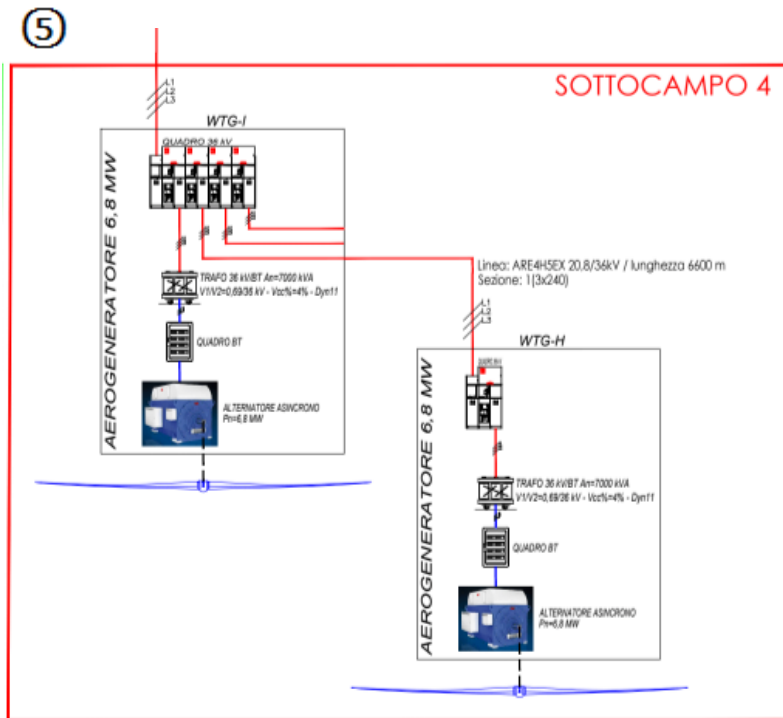 5
SOTTOCAMPO 4
L1
L2
L3
WTG-I
QUADRO 36 kV
AEROGENERATORE 6,8 MW
TRAFO 36 kV/BT An=7000 kVA
V1/V2=0,69/36 kV - Vcc%=4% - Dyn11
QUADRO BT
ALTERNATORE ASINCRONO
Pn=6,8 MW
Linea: ARE4H5EX 20,8/36kV / lunghezza 6600 m
Sezione: 1(3x240)
L1
L2
L3
WTG-H
AEROGENERATORE 6,8 MW
TRAFO 36 kV/BT An=7000 kVA
V1/V2=0,69/36 kV - Vcc%=4% - Dyn11
QUADRO BT
ALTERNATORE ASINCRONO
Pn=6,8 MW